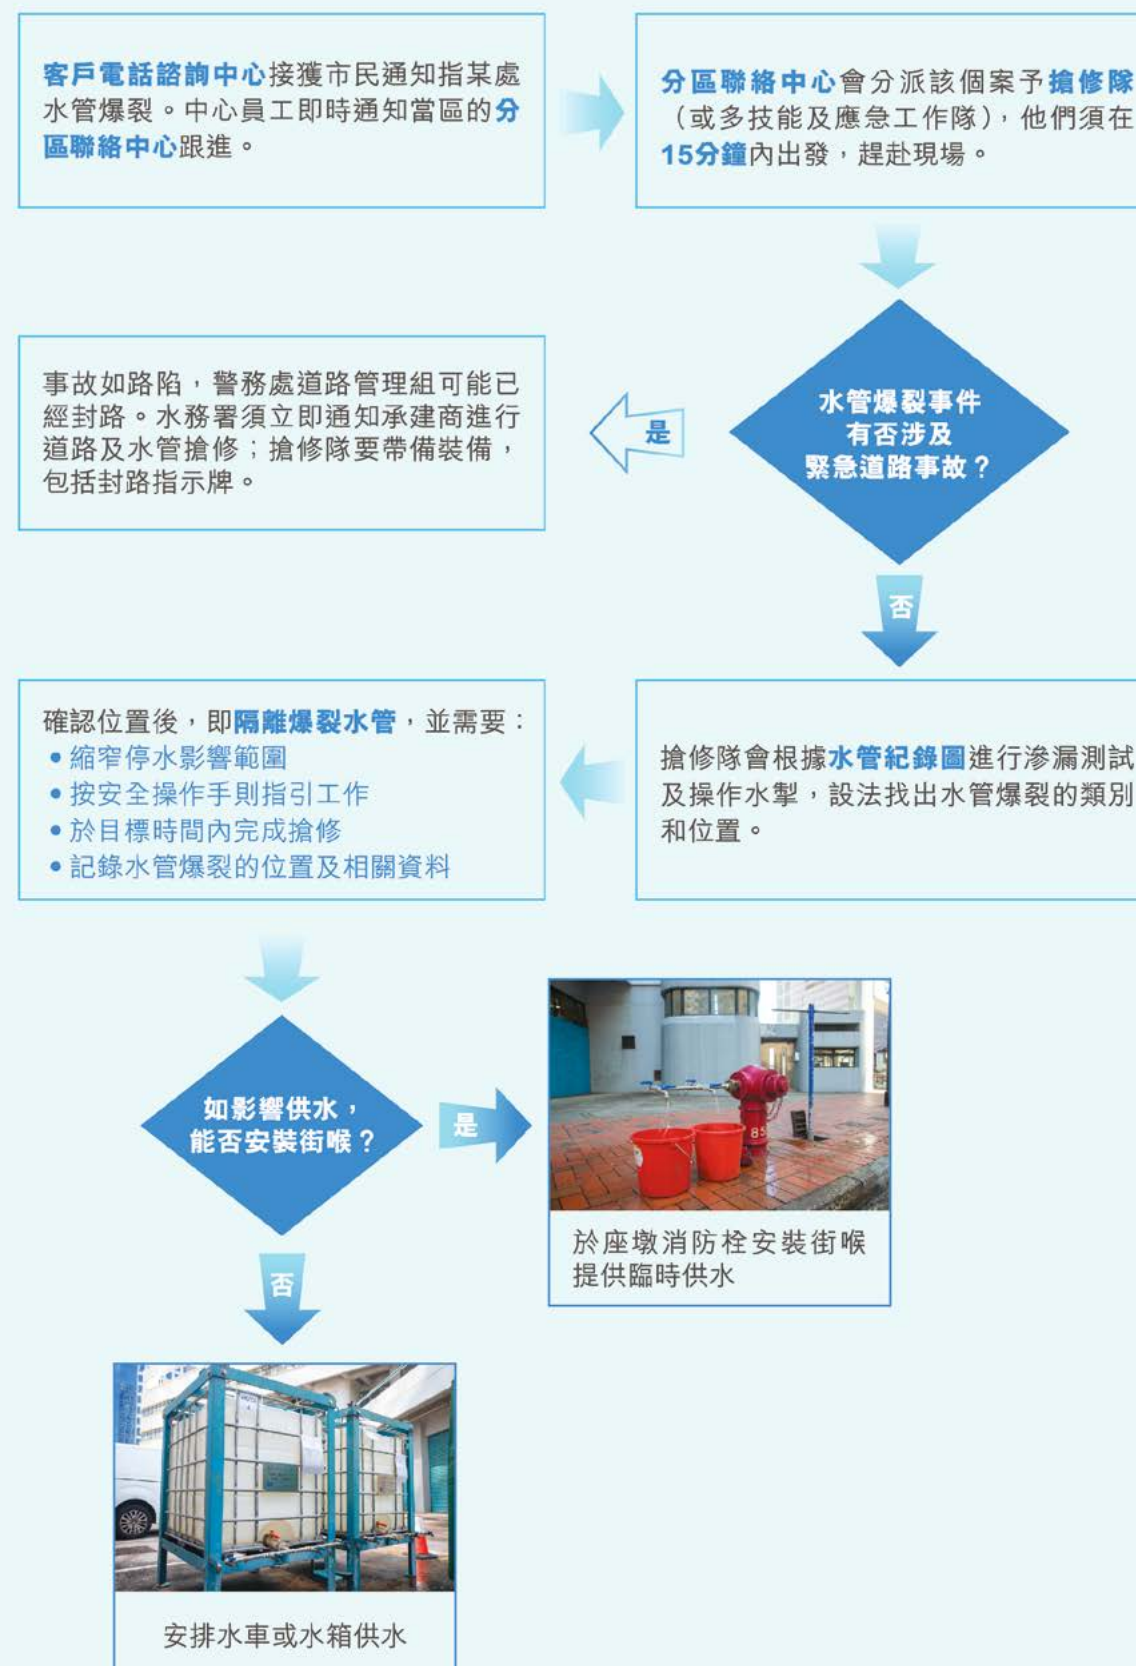 客戶電話諮詢中心接獲市民通知指某處
水管爆裂。中心員工即時通知當區的分
區聯絡中心跟進。
分區聯絡中心會分派該個案予搶修隊
（或多技能及應急工作隊），他們須在
15分鐘內出發，趕赴現場。
水管爆裂事件
有否涉及
緊急道路事故？
是
事故如路陷，警務處道路管理組可能已
經封路。水務署須立即通知承建商進行
道路及水管搶修；搶修隊要帶備裝備，
包括封路指示牌。
否
搶修隊會根據水管紀錄圖進行滲漏測試
及操作水掣，設法找出水管爆裂的類別
和位置。
確認位置後，即隔離爆裂水管，並需要：
• 縮窄停水影響範圍
• 按安全操作手則指引工作
• 於目標時間內完成搶修
• 記錄水管爆裂的位置及相關資料
如影響供水，
能否安裝街喉？
是
85
於座墩消防栓安裝街喉
提供臨時供水
否
安排水車或水箱供水